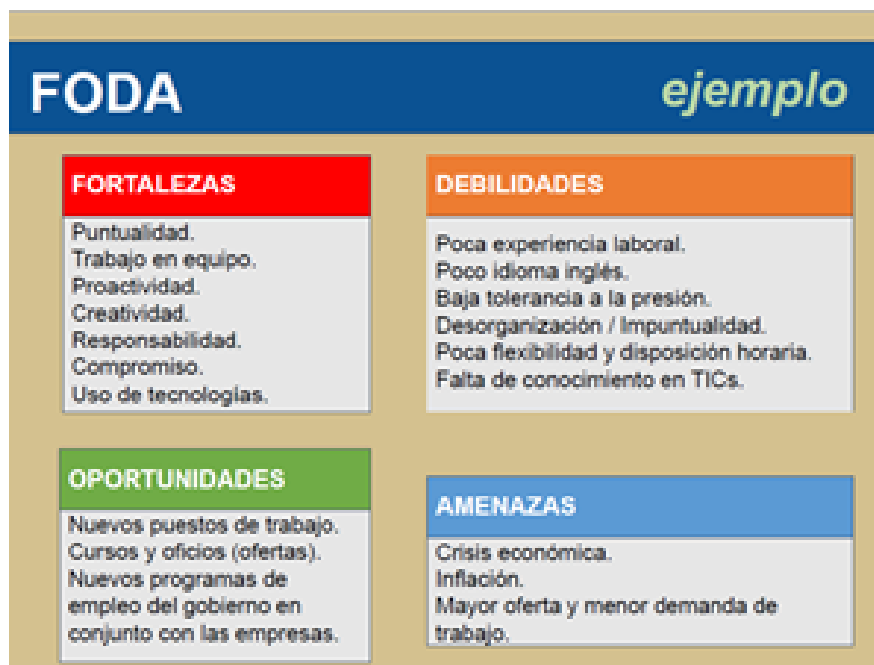 FODA
ejemplo
FORTALEZAS
Puntualidad.
Trabajo en equipo.
Proactividad.
Creatividad.
Responsabilidad.
Compromiso.
Uso de tecnologías.
DEBILIDADES
Poca experiencia laboral.
Poco idioma inglés.
Baja tolerancia a la presión.
Desorganización / Impuntualidad.
Poca flexibilidad y disposición horaria.
Falta de conocimiento en TICs.
OPORTUNIDADES
Nuevos puestos de trabajo.
Cursos y oficios (ofertas).
Nuevos programas de
empleo del gobierno en
conjunto con las empresas.
AMENAZAS
Crisis económica.
Inflación.
Mayor oferta y menor demanda de
trabajo.